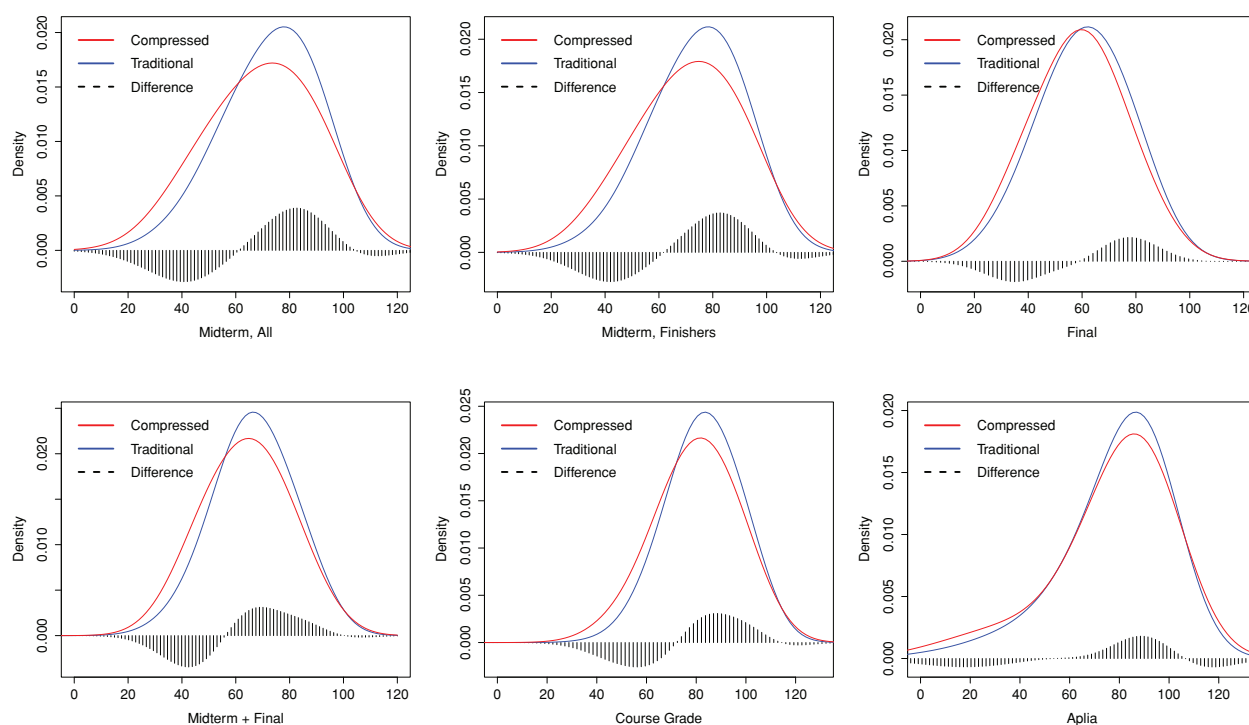 Compressed
Traditional
Difference
Density
0.000 0.005 0.010 0.015 0.020
0 20 40 60 80 100 120
Midterm, All
Compressed
Traditional
Difference
Density
0.000 0.005 0.010 0.015 0.020
0 20 40 60 80 100 120
Midterm, Finishers
Compressed
Traditional
Difference
Density
0.000 0.005 0.010 0.015 0.020
0 20 40 60 80 100 120
Final
Compressed
Traditional
Difference
Density
0.000 0.005 0.010 0.020
0 20 40 60 80 100 120
Midterm + Final
Compressed
Traditional
Difference
Density
0.000 0.005 0.010 0.015 0.020 0.025
0 20 40 60 80 100 120
Course Grade
Compressed
Traditional
Difference
Density
0.000 0.005 0.010 0.015 0.020
0 20 40 60 80 100 120
Aplia